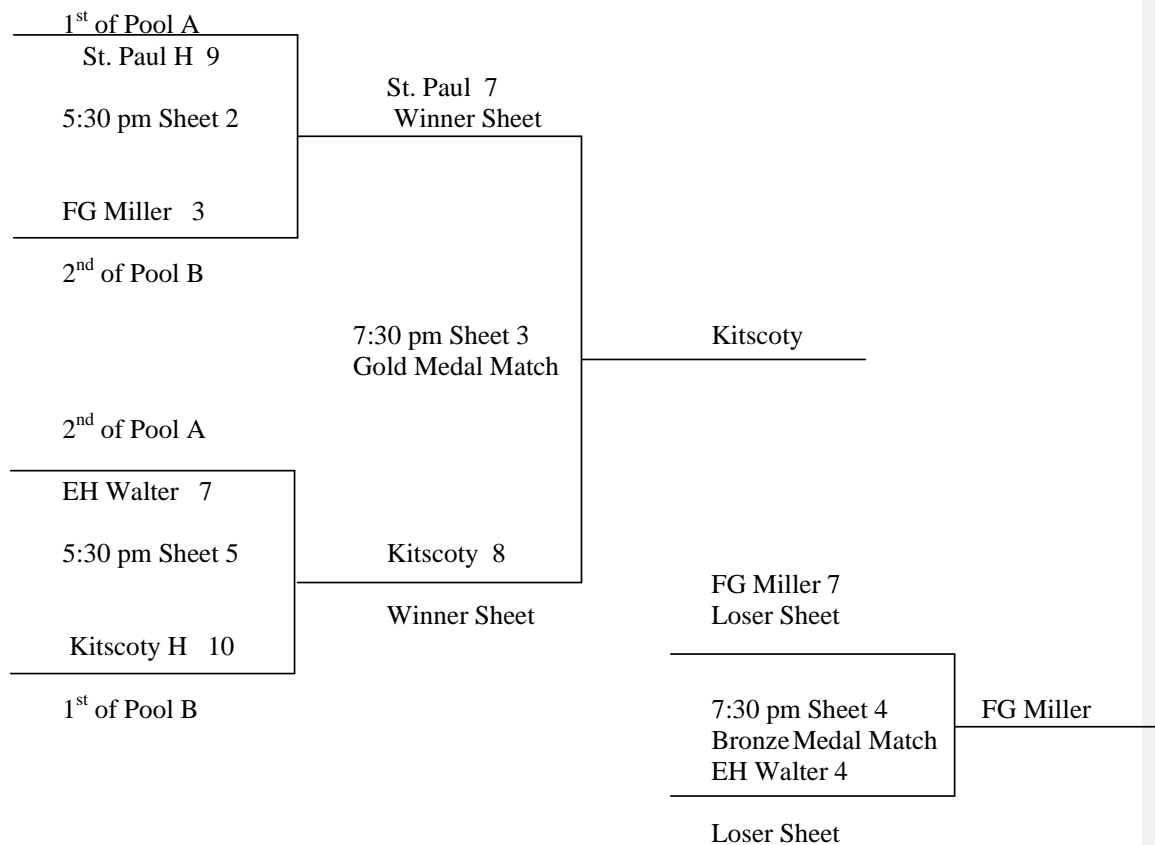 1st of Pool A
St. Paul H 9
5:30 pm Sheet 2
FG Miller 3
2nd of Pool B
St. Paul 7
Winner Sheet
7:30 pm Sheet 3
Gold Medal Match
Kitscoty
2nd of Pool A
EH Walter 7
5:30 pm Sheet 5
Kitscoty H 10
1st of Pool B
Kitscoty 8
Winner Sheet
FG Miller 7
Loser Sheet
7:30 pm Sheet 4
Bronze Medal Match
EH Walter 4
Loser Sheet
FG Miller